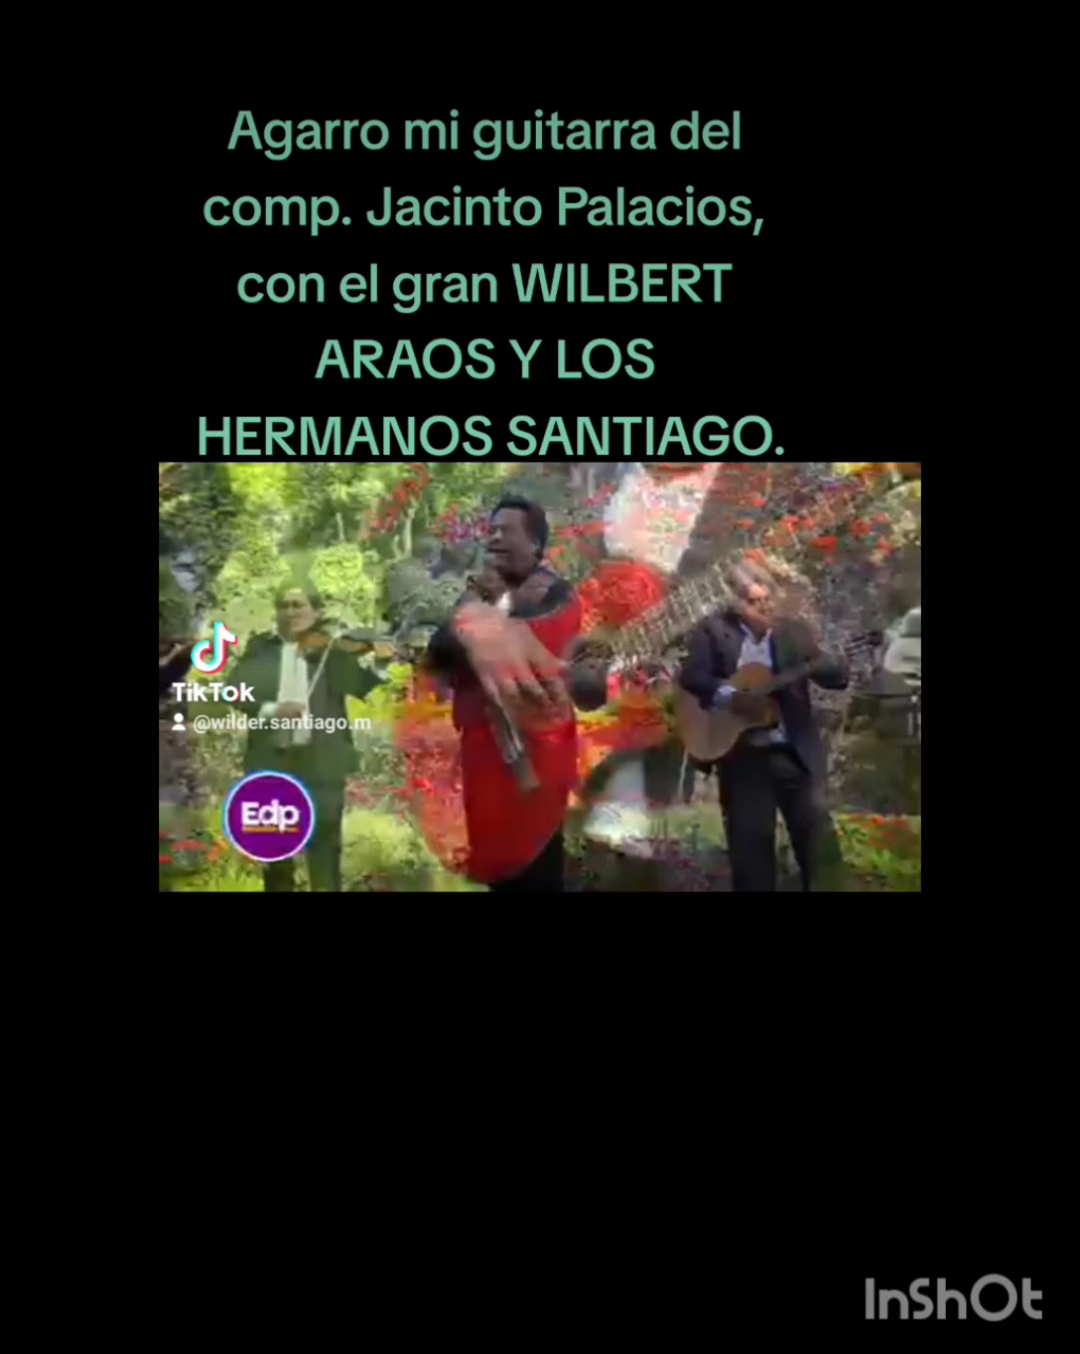 Agarro mi guitarra del
comp. Jacinto Palacios,
con el gran WILBERT
ARAOS Y LOS
HERMANOS SANTIAGO.
TikTok
@wilder.santiago.m
Edp
InShOt